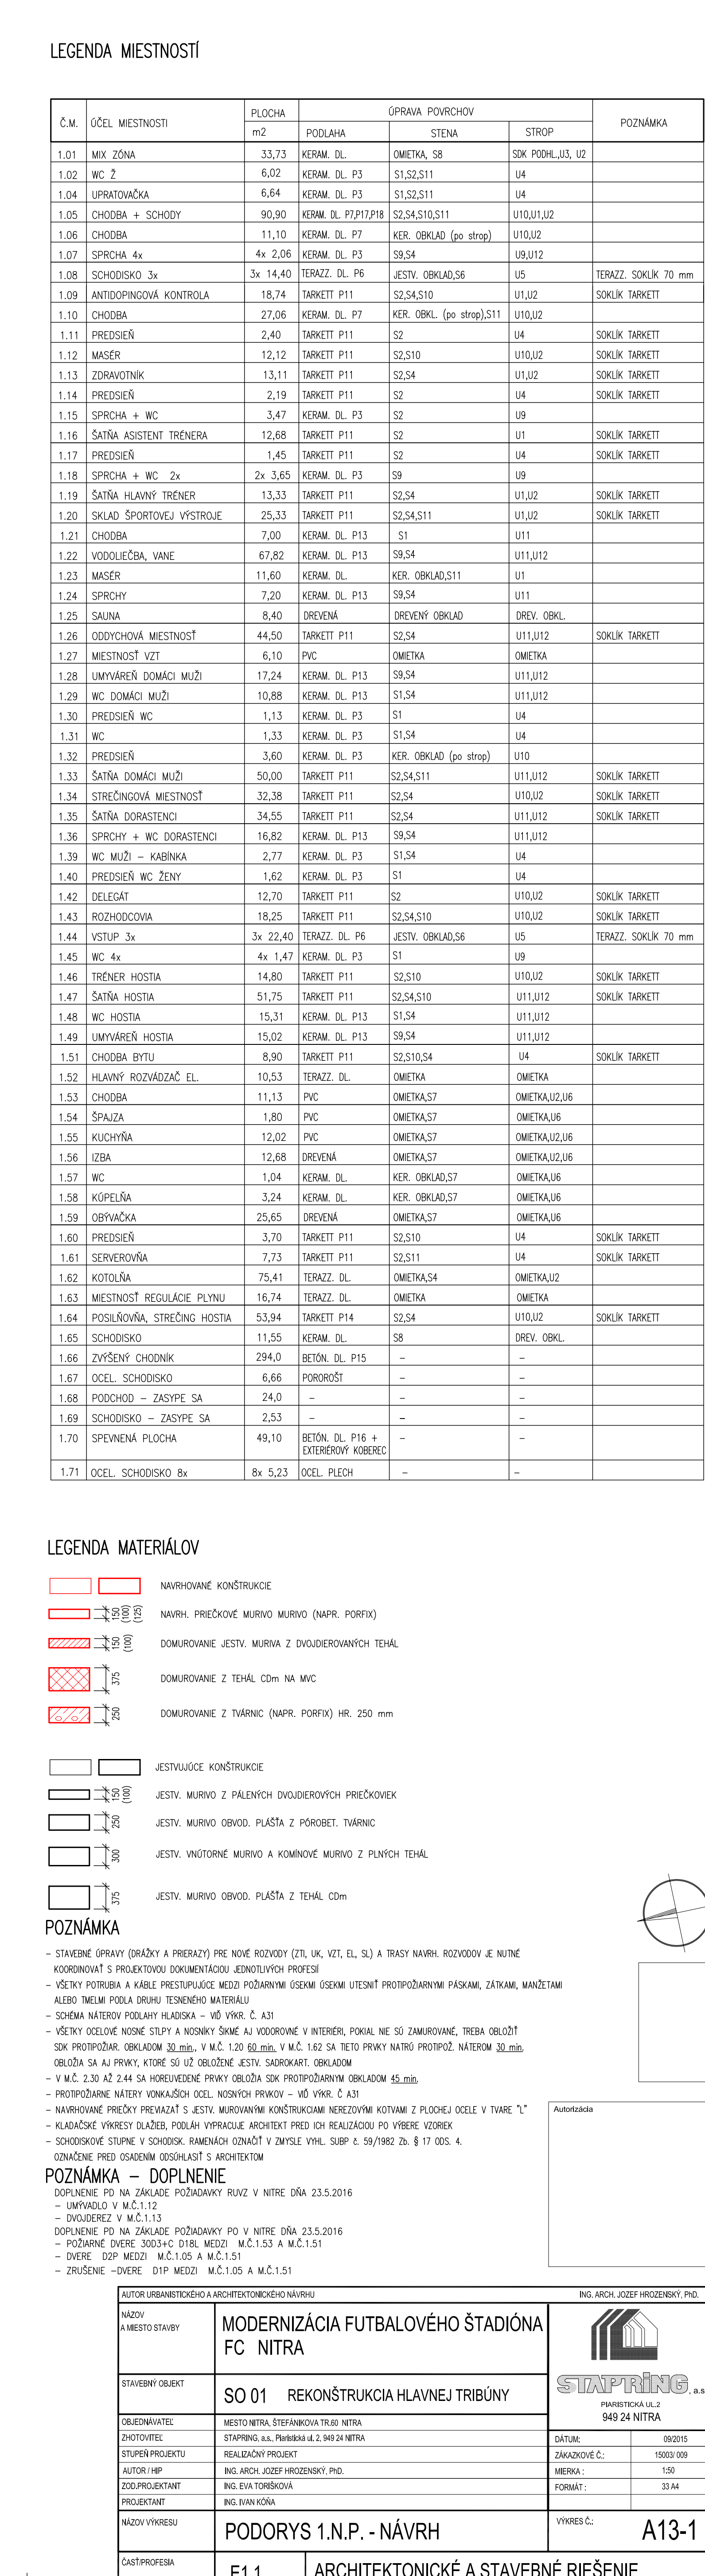 LEGENDA MIESTNOSTÍ
Č.M. ÚČEL MIESTNOSTI PLOCHA m2 ÚPRAVA POVRCHOV POZNÁMKA
PODLAHA STENA STROP
1.01 MIX ZÓNA 33,73 KERAM. DL. OMIETKA, S8 SDK PODHL.,U3, U2
1.02 WC Ž 6,02 KERAM. DL. P3 S1,S2,S11 U4
1.04 UPRATOVAČKA 6,64 KERAM. DL. P3 S1,S2,S11 U4
1.05 CHODBA + SCHODY 90,90 KERAM. DL. P7,P17,P18 S2,S4,S10,S11 U10,U1,U2
1.06 CHODBA 11,10 KERAM. DL. P7 KER. OBKLAD (po strop) U10,U2
1.07 SPRCHA 4x 4x 2,06 KERAM. DL. P3 S9,S4 U9,U12
1.08 SCHODISKO 3x 3x 14,40 TERAZZ. DL. P6 JESTV. OBKLAD,S6 U5 TERAZZ. SOKLÍK 70 mm
1.09 ANTIDOPINGOVÁ KONTROLA 18,74 TARKETT P11 S2,S4,S10 U1,U2 SOKLÍK TARKETT
1.10 CHODBA 27,06 KERAM. DL. P7 KER. OBKL. (po strop),S11 U10,U2
1.11 PREDSIEŇ 2,40 TARKETT P11 S2 U4 SOKLÍK TARKETT
1.12 MASÉR 12,12 TARKETT P11 S2,S10 U10,U2 SOKLÍK TARKETT
1.13 ZDRAVOTNÍK 13,11 TARKETT P11 S2,S4 U1,U2 SOKLÍK TARKETT
1.14 PREDSIEŇ 2,19 TARKETT P11 S2 U4 SOKLÍK TARKETT
1.15 SPRCHA + WC 3,47 KERAM. DL. P3 S2 U9
1.16 ŠATŇA ASISTENT TRÉNERA 12,68 TARKETT P11 S2 U1 SOKLÍK TARKETT
1.17 PREDSIEŇ 1,45 TARKETT P11 S2 U4 SOKLÍK TARKETT
1.18 SPRCHA + WC 2x 2x 3,65 KERAM. DL. P3 S9 U9
1.19 ŠATŇA HLAVNÝ TRÉNER 13,33 TARKETT P11 S2,S4 U1,U2 SOKLÍK TARKETT
1.20 SKLAD ŠPORTOVEJ VÝSTROJE 25,33 TARKETT P11 S2,S4,S11 U1,U2 SOKLÍK TARKETT
1.21 CHODBA 7,00 KERAM. DL. P13 S1 U11
1.22 VODOLIEČBA, VANE 67,82 KERAM. DL. P13 S9,S4 U11,U12
1.23 MASÉR 11,60 KERAM. DL. KER. OBKLAD,S11 U1
1.24 SPRCHY 7,20 KERAM. DL. P13 S9,S4 U11
1.25 SAUNA 8,40 DREVENÁ DREVENÝ OBKLAD DREV. OBKL.
1.26 ODDYCHOVÁ MIESTNOSŤ 44,50 TARKETT P11 S2,S4 U11,U12 SOKLÍK TARKETT
1.27 MIESTNOSŤ VZT 6,10 PVC OMIETKA OMIETKA
1.28 UMYVÁREŇ DOMÁCI MUŽI 17,24 KERAM. DL. P13 S9,S4 U11,U12
1.29 WC DOMÁCI MUŽI 10,88 KERAM. DL. P13 S1,S4 U11,U12
1.30 PREDSIEŇ WC 1,13 KERAM. DL. P3 S1 U4
1.31 WC 1,33 KERAM. DL. P3 S1,S4 U4
1.32 PREDSIEŇ 3,60 KERAM. DL. P3 KER. OBKLAD (po strop) U10
1.33 ŠATŇA DOMÁCI MUŽI 50,00 TARKETT P11 S2,S4,S11 U11,U12 SOKLÍK TARKETT
1.34 STREČINGOVÁ MIESTNOSŤ 32,38 TARKETT P11 S2,S4 U10,U2 SOKLÍK TARKETT
1.35 ŠATŇA DORASTENCI 34,55 TARKETT P11 S2,S4 U11,U12 SOKLÍK TARKETT
1.36 SPRCHY + WC DORASTENCI 16,82 KERAM. DL. P13 S9,S4 U11,U12
1.39 WC MUŽI – KABÍNKA 2,77 KERAM. DL. P3 S1,S4 U4
1.40 PREDSIEŇ WC ŽENY 1,62 KERAM. DL. P3 S1 U4
1.42 DELEGÁT 12,70 TARKETT P11 S2 U10,U2 SOKLÍK TARKETT
1.43 ROZHODCOVIA 18,25 TARKETT P11 S2,S4,S10 U10,U2 SOKLÍK TARKETT
1.44 VSTUP 3x 3x 22,40 TERAZZ. DL. P6 JESTV. OBKLAD,S6 U5 TERAZZ. SOKLÍK 70 mm
1.45 WC 4x 4x 1,47 KERAM. DL. P3 S1 U9
1.46 TRÉNER HOSTIA 14,80 TARKETT P11 S2,S10 U10,U2 SOKLÍK TARKETT
1.47 ŠATŇA HOSTIA 51,75 TARKETT P11 S2,S4,S10 U11,U12 SOKLÍK TARKETT
1.48 WC HOSTIA 15,31 KERAM. DL. P13 S1,S4 U11,U12
1.49 UMYVÁREŇ HOSTIA 15,02 KERAM. DL. P13 S9,S4 U11,U12
1.51 CHODBA BYTU 8,90 TARKETT P11 S2,S10,S4 U4 SOKLÍK TARKETT
1.52 HLAVNÝ ROZVÁDZAČ EL. 10,53 TERAZZ. DL. OMIETKA OMIETKA
1.53 CHODBA 11,13 PVC OMIETKA,S7 OMIETKA,U2,U6
1.54 ŠPAJZA 1,80 PVC OMIETKA,S7 OMIETKA,U6
1.55 KUCHYŇA 12,02 PVC OMIETKA,S7 OMIETKA,U2,U6
1.56 IZBA 12,68 DREVENÁ OMIETKA,S7 OMIETKA,U2,U6
1.57 WC 1,04 KERAM. DL. KER. OBKLAD,S7 OMIETKA,U6
1.58 KÚPELŇA 3,24 KERAM. DL. KER. OBKLAD,S7 OMIETKA,U6
1.59 OBÝVAČKA 25,65 DREVENÁ OMIETKA,S7 OMIETKA,U6
1.60 PREDSIEŇ 3,70 TARKETT P11 S2,S10 U4 SOKLÍK TARKETT
1.61 SERVEROVŇA 7,73 TARKETT P11 S2,S11 U4 SOKLÍK TARKETT
1.62 KOTOLŇA 75,41 TERAZZ. DL. OMIETKA,S4 OMIETKA,U2
1.63 MIESTNOSŤ REGULÁCIE PLYNU 16,74 TERAZZ. DL. OMIETKA OMIETKA
1.64 POSILŇOVŇA, STREČING HOSTIA 53,94 TARKETT P14 S2,S4 U10,U2 SOKLÍK TARKETT
1.65 SCHODISKO 11,55 KERAM. DL. S8 DREV. OBKL.
1.66 ZVÝŠENÝ CHODNÍK 294,0 BETÓN. DL. P15 – –
1.67 OCEL. SCHODISKO 6,66 POROROŠT – –
1.68 PODCHOD – ZASYPE SA 24,0 – – –
1.69 SCHODISKO – ZASYPE SA 2,53 – – –
1.70 SPEVNENÁ PLOCHA 49,10 BETÓN. DL. P16 + – –
EXTERIÉROVÝ KOBEREC
1.71 OCEL. SCHODISKO 8x 8x 5,23 OCEL. PLECH – –
LEGENDA MATERIÁLOV
NAVRHOVANÉ KONŠTRUKCIE
150 (100) (125) NAVRH. PRIEČKOVÉ MURIVO MURIVO (NAPR. PORFIX)
150 (100) DOMUROVANIE JESTV. MURIVA Z DVOJDIEROVANÝCH TEHÁL
375 DOMUROVANIE Z TEHÁL CDm NA MVC
250 DOMUROVANIE Z TVÁRNIC (NAPR. PORFIX) HR. 250 mm
JESTVUJÚCE KONŠTRUKCIE
150 (100) JESTV. MURIVO Z PÁLENÝCH DVOJDIEROVÝCH PRIEČKOVIEK
250 JESTV. MURIVO OBVOD. PLÁŠŤA Z PÓROBET. TVÁRNIC
300 JESTV. VNÚTORNÉ MURIVO A KOMÍNOVÉ MURIVO Z PLNÝCH TEHÁL
375 JESTV. MURIVO OBVOD. PLÁŠŤA Z TEHÁL CDm
POZNÁMKA
– STAVEBNÉ ÚPRAVY (DRÁŽKY A PRIERAZY) PRE NOVÉ ROZVODY (ZTI, UK, VZT, EL, SL) A TRASY NAVRH. ROZVODOV JE NUTNÉ
KOORDINOVAŤ S PROJEKTOVOU DOKUMENTÁCIOU JEDNOTLIVÝCH PROFESIÍ
– VŠETKY POTRUBIA A KÁBLE PRESTUPUJÚCE MEDZI POŽIARNYMI ÚSEKMI ÚSEKMI UTESNIŤ PROTIPOŽIARNYMI PÁSKAMI, ZÁTKAMI, MANŽETAMI
ALEBO TMELMI PODLA DRUHU TESNENÉHO MATERIÁLU
– SCHÉMA NÁTEROV PODLAHY HLADISKA – VIĎ VÝKR. Č. A31
– VŠETKY OCELOVÉ NOSNÉ STLPY A NOSNÍKY ŠIKMÉ AJ VODOROVNÉ V INTERIÉRI, POKIAL NIE SÚ ZAMUROVANÉ, TREBA OBLOŽIŤ
SDK PROTIPOŽIAR. OBKLADOM 30 min., V M.Č. 1.20 60 min. V M.Č. 1.62 SA TIETO PRVKY NATRÚ PROTIPOŽ. NÁTEROM 30 min.
OBLOŽIA SA AJ PRVKY, KTORÉ SÚ UŽ OBLOŽENÉ JESTV. SADROKART. OBKLADOM
– V M.Č. 2.30 AŽ 2.44 SA HOREUVEDENÉ PRVKY OBLOŽIA SDK PROTIPOŽIARNYM OBKLADOM 45 min.
– PROTIPOŽIARNE NÁTERY VONKAJŠÍCH OCEL. NOSNÝCH PRVKOV – VIĎ VÝKR. Č A31
– NAVRHOVANÉ PRIEČKY PREVIAZAŤ S JESTV. MUROVANÝMI KONŠTRUKCIAMI NEREZOVÝMI KOTVAMI Z PLOCHEJ OCELE V TVARE "L"
– KLADAČSKÉ VÝKRESY DLAŽIEB, PODLÁH VYPRACUJE ARCHITEKT PRED ICH REALIZÁCIOU PO VÝBERE VZORIEK
– SCHODISKOVÉ STUPNE V SCHODISK. RAMENÁCH OZNAČIŤ V ZMYSLE VYHL. SUBP č. 59/1982 Zb. § 17 ODS. 4.
OZNAČENIE PRED OSADENÍM ODSÚHLASIŤ S ARCHITEKTOM
Autorizácia
POZNÁMKA – DOPLNENIE
DOPLNENIE PD NA ZÁKLADE POŽIADAVKY RUVZ V NITRE DŇA 23.5.2016
– UMÝVADLO V M.Č.1.12
– DVOJDEREZ V M.Č.1.13
DOPLNENIE PD NA ZÁKLADE POŽIADAVKY PO V NITRE DŇA 23.5.2016
– POŽIARNÉ DVERE 30D3+C D18L MEDZI M.Č.1.53 A M.Č.1.51
– DVERE D2P MEDZI M.Č.1.05 A M.Č.1.51
– ZRUŠENIE –DVERE D1P MEDZI M.Č.1.05 A M.Č.1.51
AUTOR URBANISTICKÉHO A ARCHITEKTONICKÉHO NÁVRHU ING. ARCH. JOZEF HROZENSKÝ, PhD.
NÁZOV
A MIESTO STAVBY
MODERNIZÁCIA FUTBALOVÉHO ŠTADIÓNA
FC NITRA
STAPRING, a.s
PIARISTICKÁ UL.2
949 24 NITRA
STAVEBNÝ OBJEKT SO 01 REKONŠTRUKCIA HLAVNEJ TRIBÚNY
OBJEDNÁVATEĽ MESTO NITRA, ŠTEFÁNIKOVA TR.60 NITRA
ZHOTOVITEĽ STAPRING, a.s., Piaristická ul. 2, 949 24 NITRA DÁTUM: 09/2015
STUPEŇ PROJEKTU REALIZAČNÝ PROJEKT ZÁKAZKOVÉ Č.: 15003/ 009
AUTOR / HIP ING. ARCH. JOZEF HROZENSKÝ, PhD. MIERKA : 1:50
ZOD.PROJEKTANT ING. EVA TORIŠKOVÁ FORMÁT : 33 A4
PROJEKTANT ING. IVAN KÓŇA
NÁZOV VÝKRESU PODORYS 1.N.P. - NÁVRH VÝKRES Č.: A13-1
ČASŤ/PROFESIA E1.1 ARCHITEKTONICKÉ A STAVEBNÉ RIEŠENIE